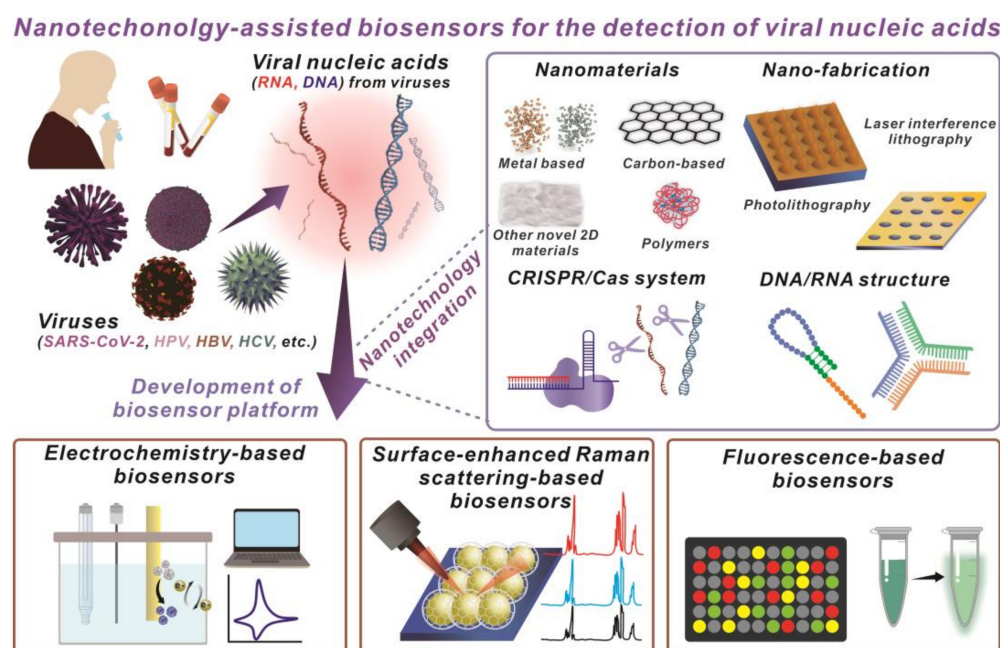 Nanotechonolgy-assisted biosensors for the detection of viral nucleic acids
Viral nucleic acids
(RNA, DNA) from viruses
Viruses
(SARS-CoV-2, HPV, HBV, HCV, etc.)
Development of
biosensor platform
Nanotechnology
integration
Nanomaterials
Metal based
Carbon-based
Other novel 2D
materials
Polymers
Nano-fabrication
Laser interference
lithography
Photolithography
CRISPR/Cas system
DNA/RNA structure
Electrochemistry-based
biosensors
Surface-enhanced Raman
scattering-based
biosensors
Fluorescence-based
biosensors